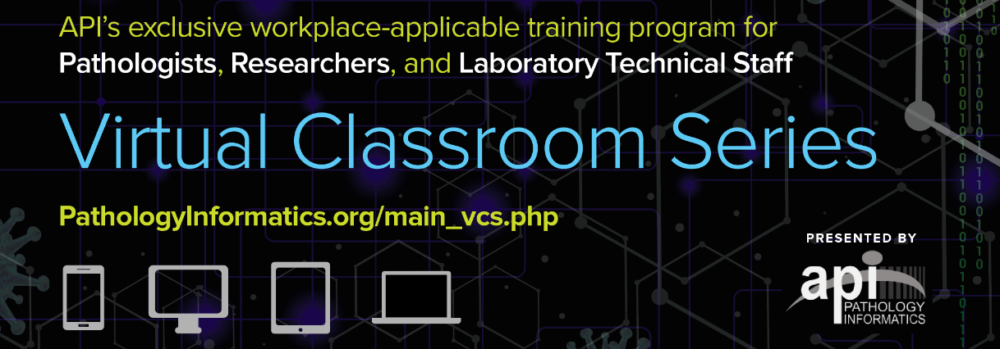 API’s exclusive workplace-applicable training program for
Pathologists, Researchers, and Laboratory Technical Staff
Virtual Classroom Series
PathologyInformatics.org/main_vcs.php
PRESENTED BY
api
PATHOLOGY
INFORMATICS